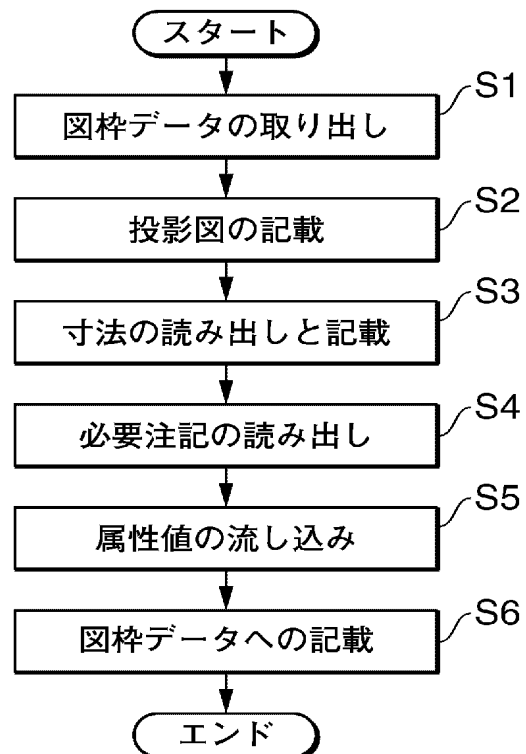 スタート
図枠データの取り出し
S1
投影図の記載
S2
寸法の読み出しと記載
S3
必要注記の読み出し
S4
属性値の流し込み
S5
図枠データへの記載
S6
エンド